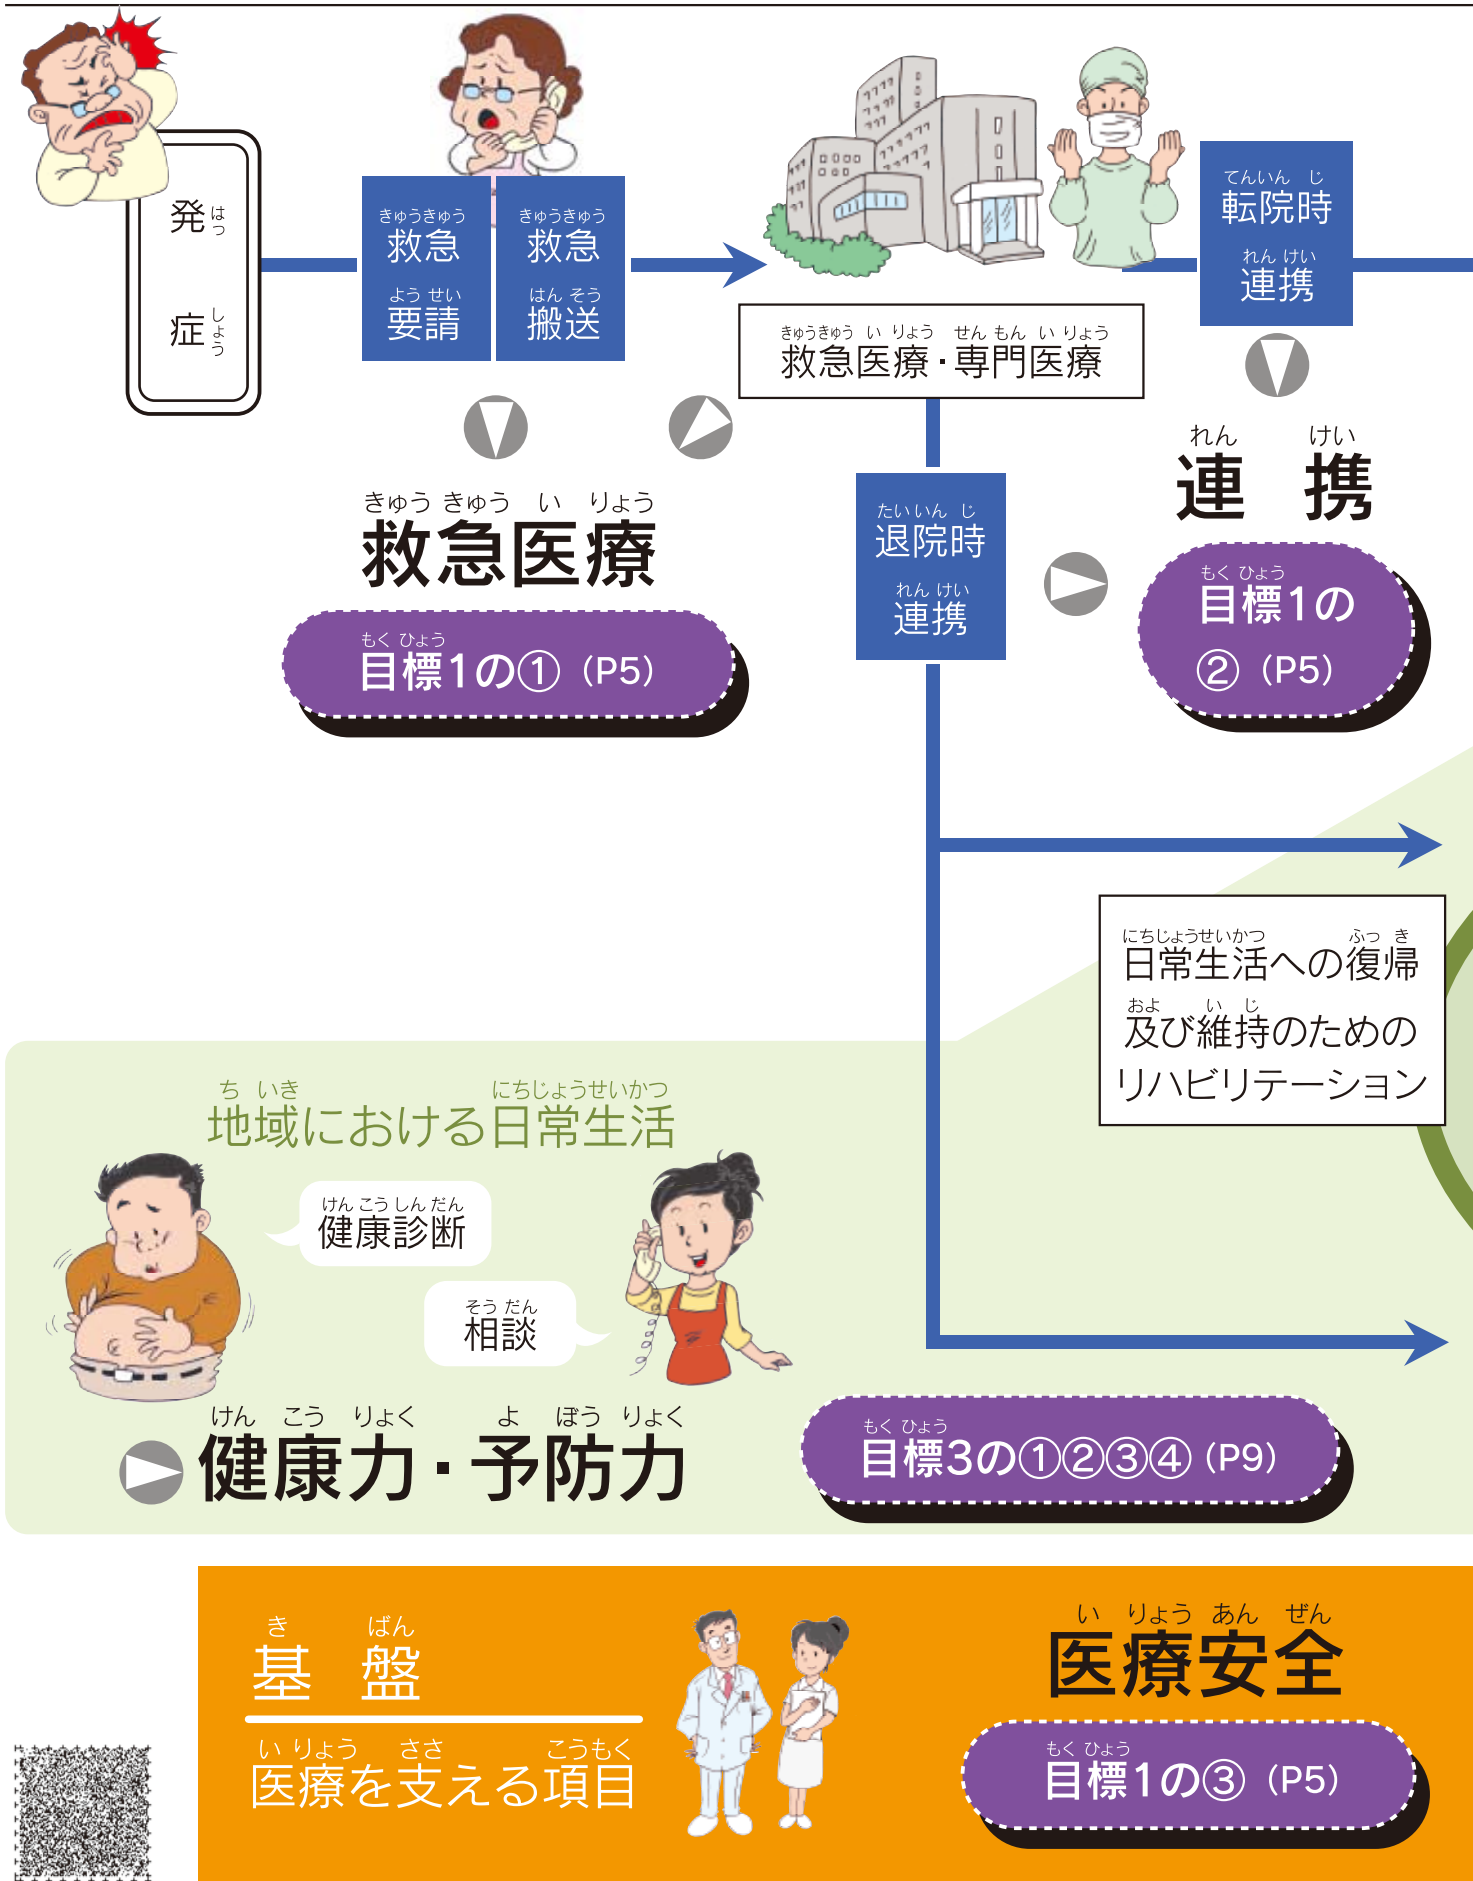 発はつ
症しょう
きゅうきゅう
救急
ようせい
要請
きゅうきゅう
救急
はんそう
搬送
きゅうきゅう い りょう せんもん い りょう
救急医療・専門医療
てんいん じ
転院時
れんけい
連携
きゅう きゅう い りょう
救急医療
もく ひょう
目標1の①（P5）
たいいん じ
退院時
れんけい
連携
れん けい
連 携
もく ひょう
目標1の
②（P5）
にちじょうせいかつ ふっ き
日常生活への復帰
およ い じ
及び維持のための
リハビリテーション
ち いき にちじょうせいかつ
地域における日常生活
けんこうしんだん
健康診断
そうだん
相談
けん こう りょく よ ぼう りょく
健康力・予防力
もく ひょう
目標3の①②③④（P9）
き ばん
基 盤
い りょう ささ こうもく
医療を支える項目
い りょう あん ぜん
医療安全
もく ひょう
目標1の③（P5）